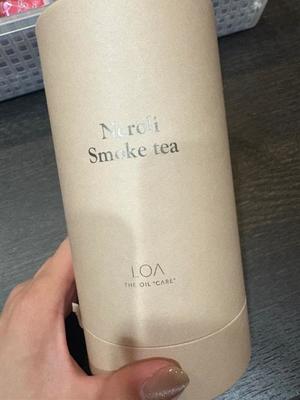 Neroli
Smoke tea
LOA
THE OIL "CARE"